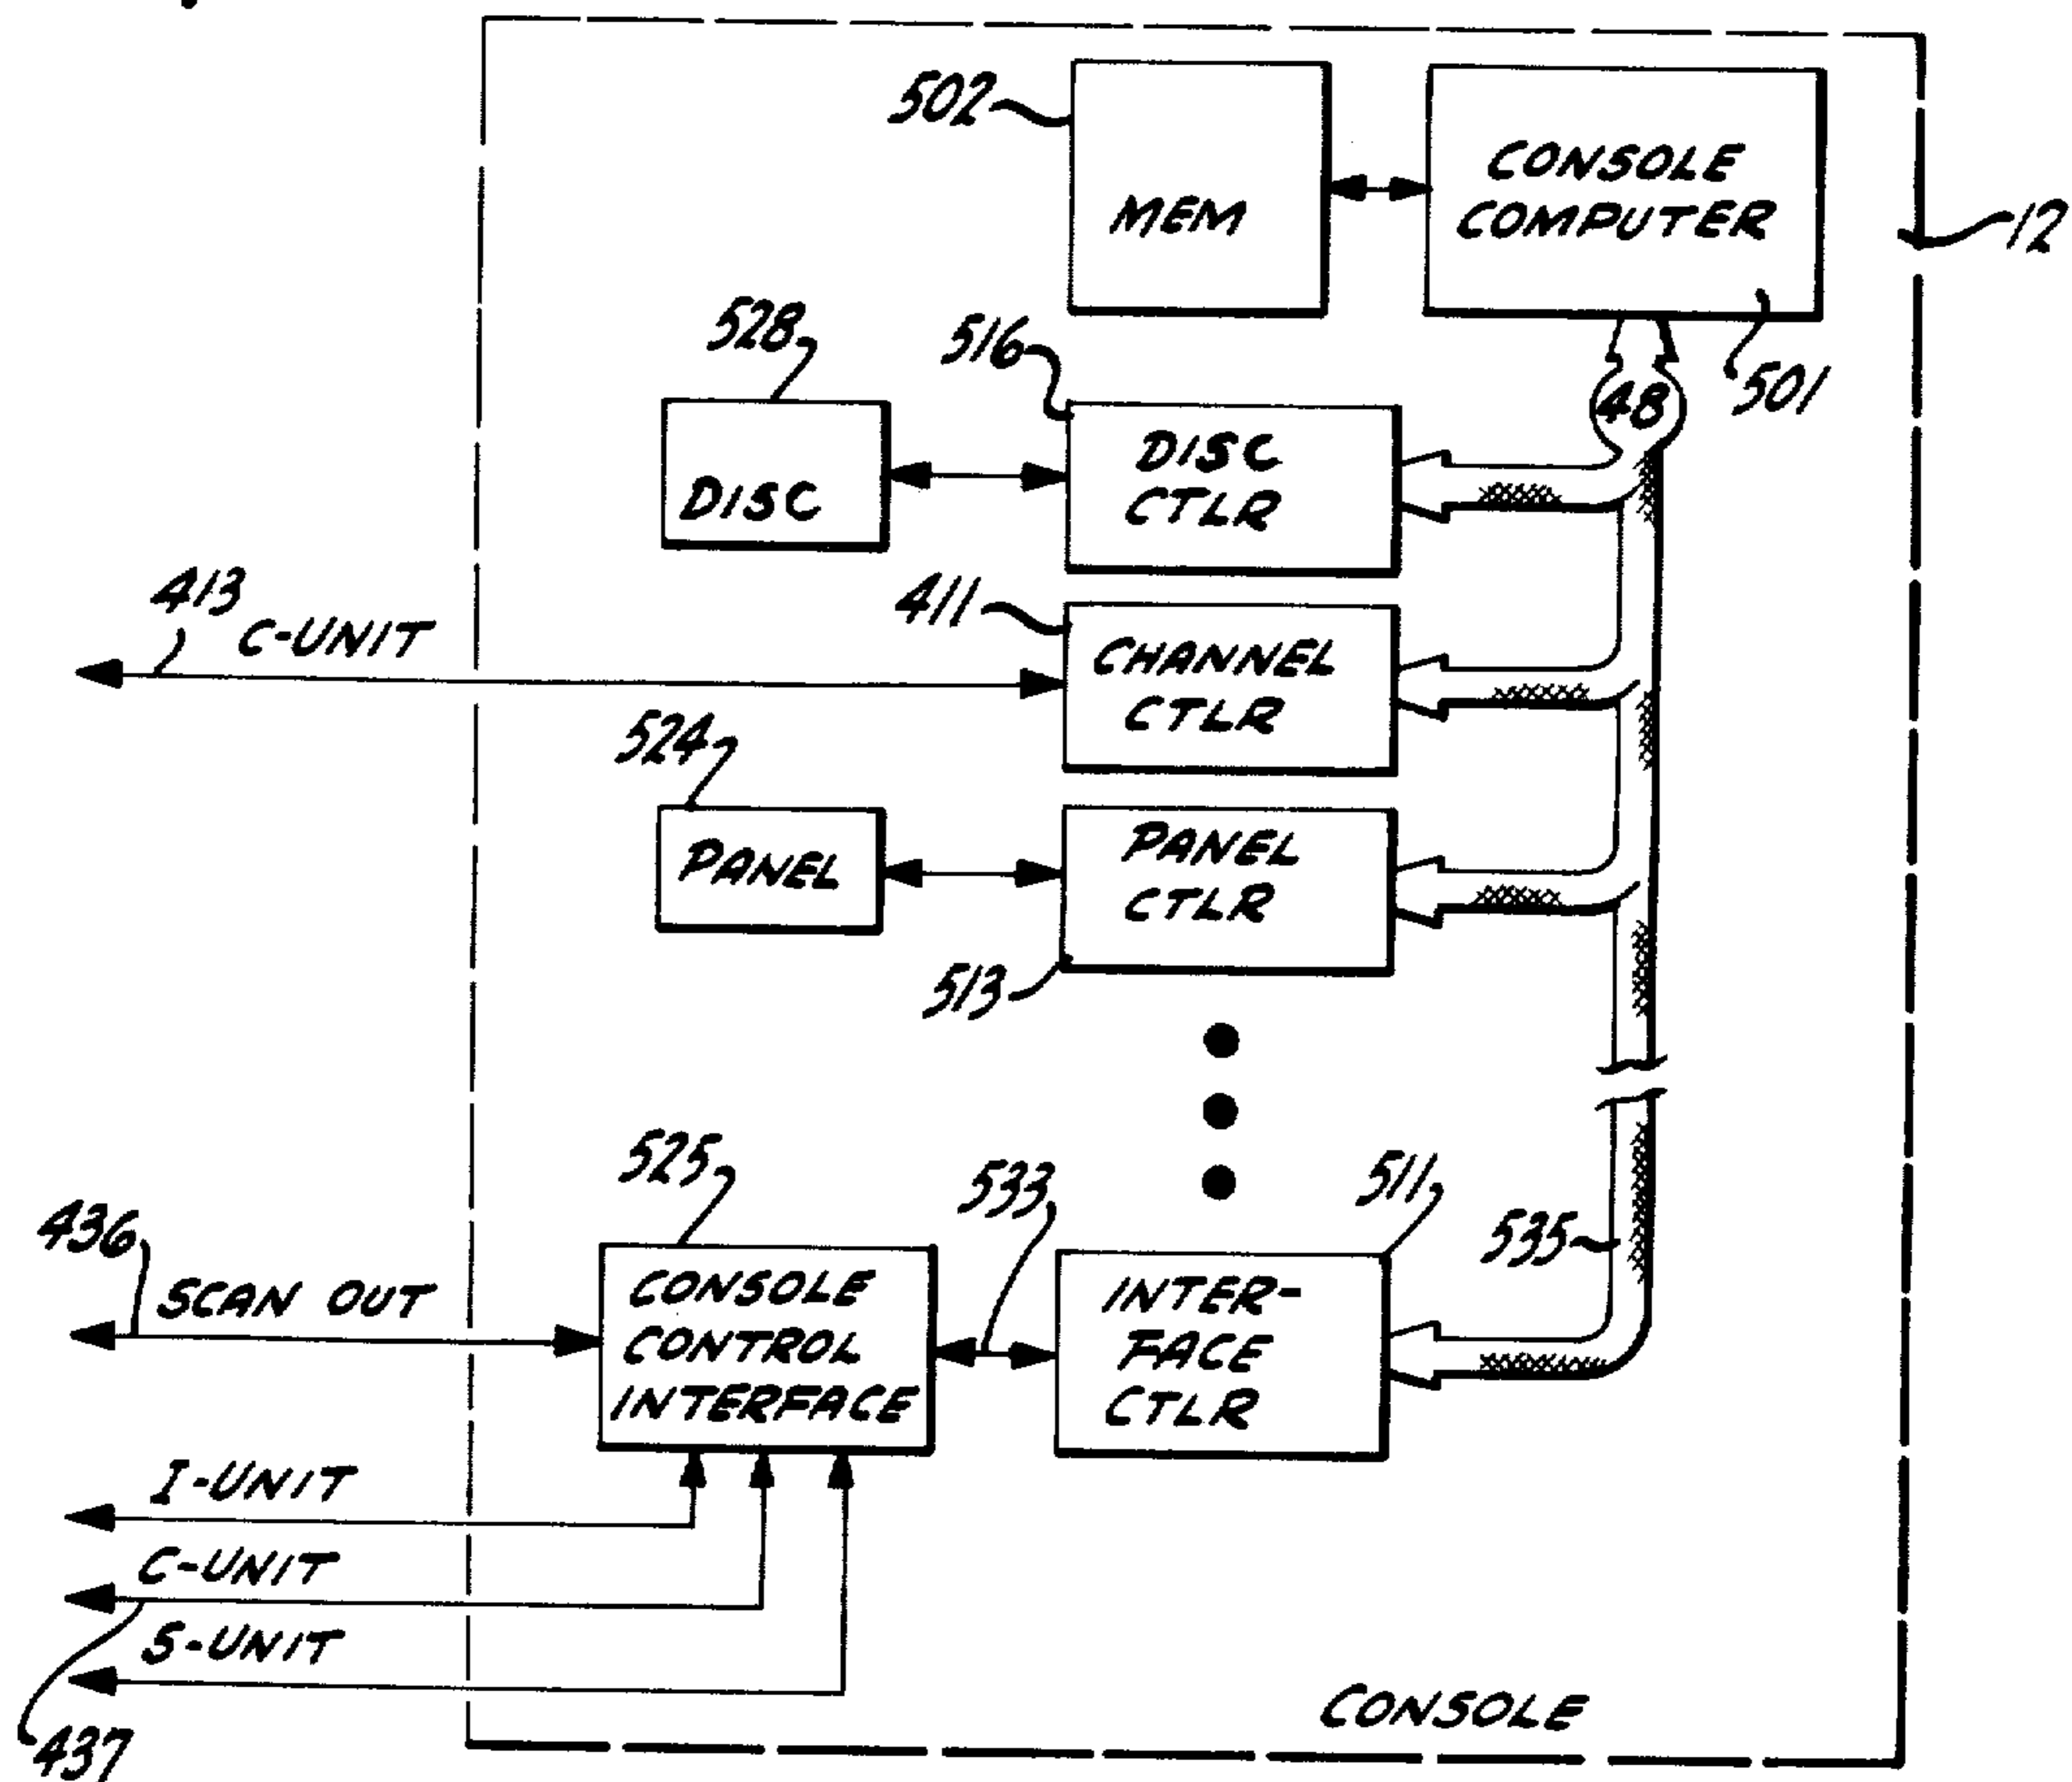 502
MEM
CONSOLE
COMPUTER
12
528
516
48
501
DISC
DISC
CTLR
413
C-UNIT
411
CHANNEL
CTLR
524
PANEL
PANEL
CTLR
513
525
533
511
535
436
SCAN OUT
CONSOLE
CONTROL
INTERFACE
INTER-
FACE
CTLR
I-UNIT
C-UNIT
S-UNIT
437
CONSOLE